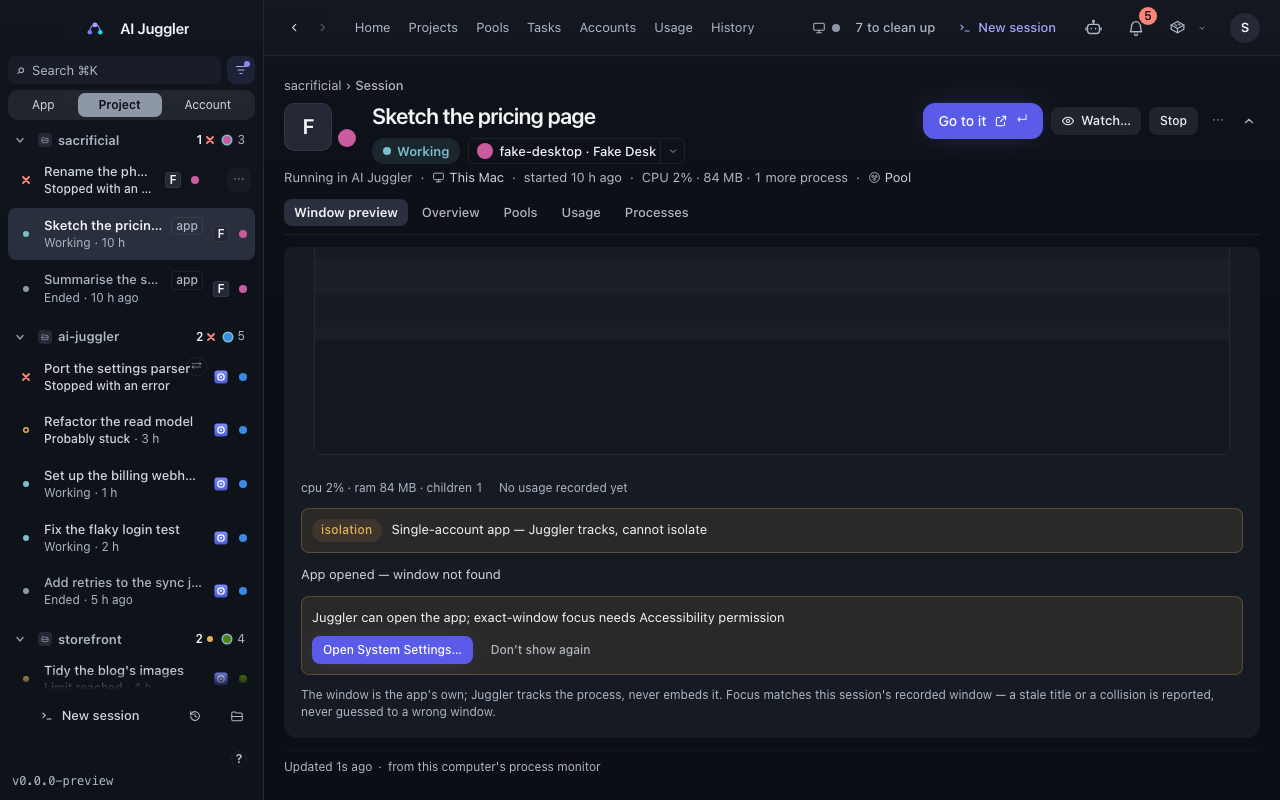 AI Juggler
Search ⌘K
App Project Account
sacrificial 1 3
Rename the ph...
Stopped with an ...
F
Sketch the pricin... app
Working · 10 h
F
Summarise the s... app
Ended · 10 h ago
F
ai-juggler 2 5
Port the settings parser
Stopped with an error
Refactor the read model
Probably stuck · 3 h
Set up the billing webh...
Working · 1 h
Fix the flaky login test
Working · 2 h
Add retries to the sync j...
Ended · 5 h ago
storefront 2 4
Tidy the blog's images
Limit reached · 4 h
New session
?
v0.0.0-preview
Home Projects Pools Tasks Accounts Usage History
7 to clean up
New session
5
S
sacrificial › Session
F
Sketch the pricing page
Working
fake-desktop · Fake Desk
Go to it
Watch...
Stop
Running in AI Juggler · This Mac · started 10 h ago · CPU 2% · 84 MB · 1 more process · Pool
Window preview Overview Pools Usage Processes
cpu 2% · ram 84 MB · children 1 No usage recorded yet
isolation Single-account app — Juggler tracks, cannot isolate
App opened — window not found
Juggler can open the app; exact-window focus needs Accessibility permission
Open System Settings... Don't show again
The window is the app's own; Juggler tracks the process, never embeds it. Focus matches this session's recorded window — a stale title or a collision is reported,
never guessed to a wrong window.
Updated 1s ago · from this computer's process monitor